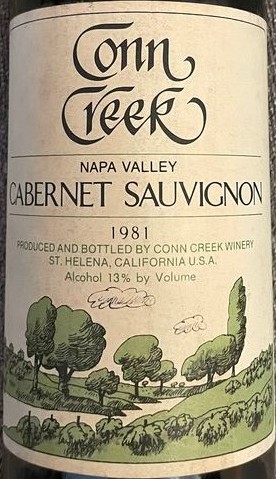 Conn
Creek
NAPA VALLEY
CABERNET SAUVIGNON
1981
PRODUCED AND BOTTLED BY CONN CREEK WINERY
ST. HELENA, CALIFORNIA U.S.A.
Alcohol 13% by Volume